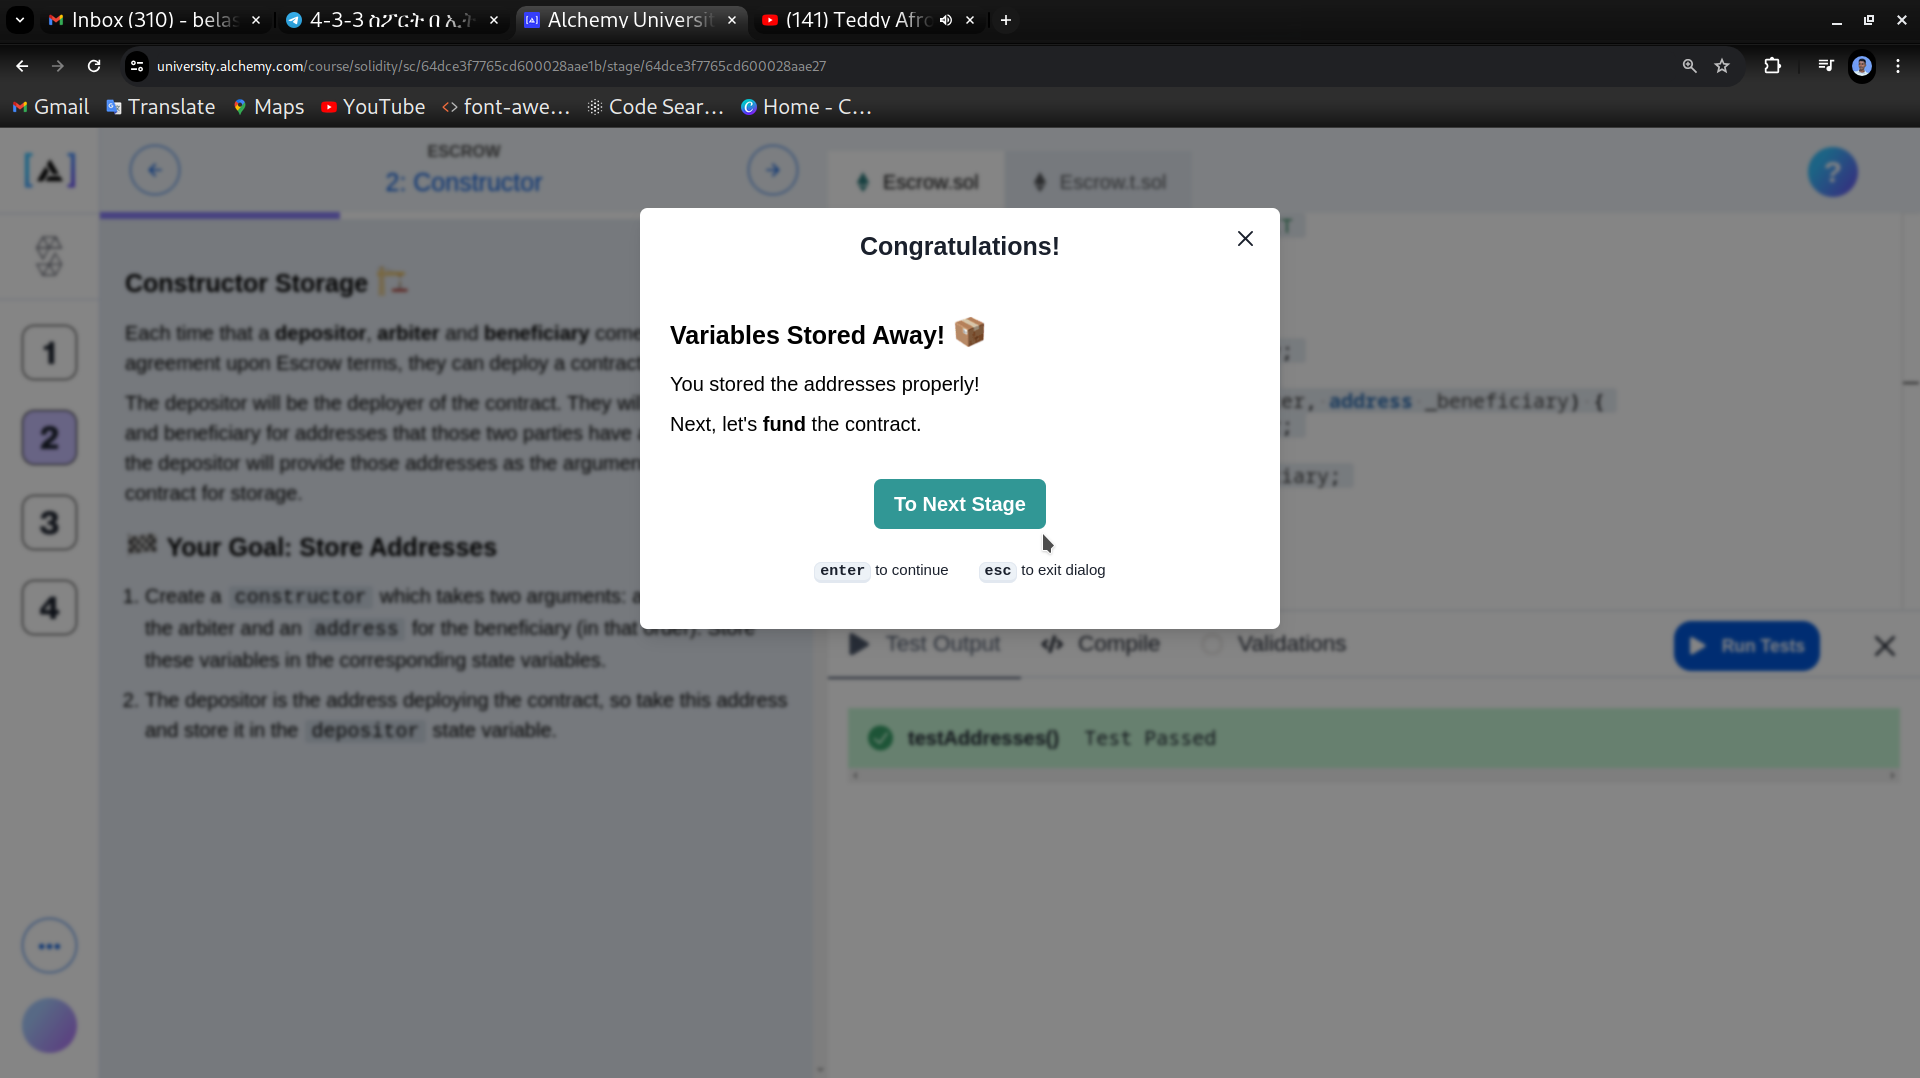 Inbox (310) - belas
4-3-3 ስፖርት በ ኢት
Alchemy Universit
(141) Teddy Afro
university.alchemy.com/course/solidity/sc/64dce3f7765cd600028aae1b/stage/64dce3f7765cd600028aae27
Gmail
Translate
Maps
YouTube
font-awe...
Code Sear...
Home - C...
ESCROW
2: Constructor
Escrow.sol
Escrow.t.sol
?
Constructor Storage
Each time that a depositor, arbiter and beneficiary come
agreement upon Escrow terms, they can deploy a contract
The depositor will be the deployer of the contract. They will
and beneficiary for addresses that those two parties have
the depositor will provide those addresses as the argumen
contract for storage.
Your Goal: Store Addresses
1. Create a constructor which takes two arguments:
the arbiter and an address for the beneficiary (in that order). Store
these variables in the corresponding state variables.
2. The depositor is the address deploying the contract, so take this address
and store it in the depositor state variable.
1
2
3
4
Congratulations!
Variables Stored Away!
You stored the addresses properly!
Next, let's fund the contract.
To Next Stage
enter to continue
esc to exit dialog
T
;
er, address _beneficiary) {
;
iary;
Test Output
Compile
Validations
Run Tests
testAddresses() Test Passed